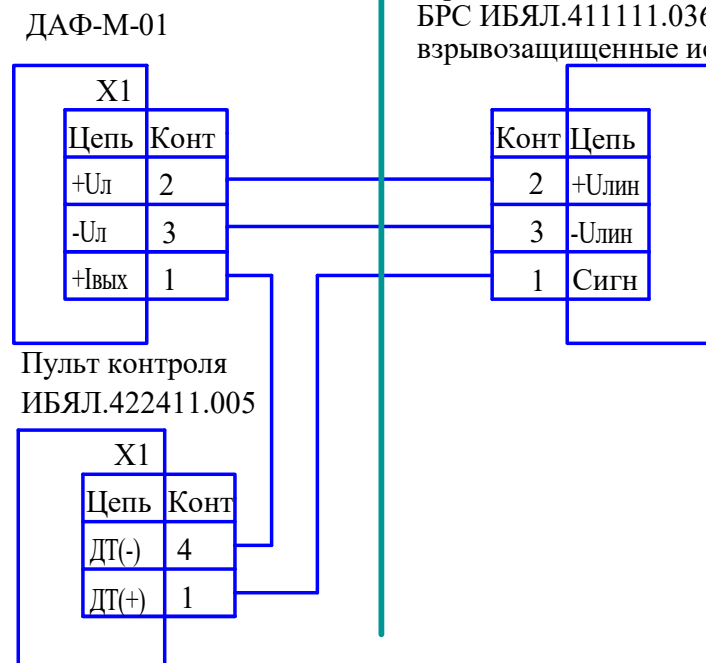 ДАФ-М-01
X1
Цепь Конт
+Uл 2
-Uл 3
+Iвых 1
БРС ИБЯЛ.411111.036
взрывозащищенные
Конт Цепь
2 +Uлин
3 -Uлин
1 Сигн
Пульт контроля
ИБЯЛ.422411.005
X1
Цепь Конт
ДТ(-) 4
ДТ(+) 1